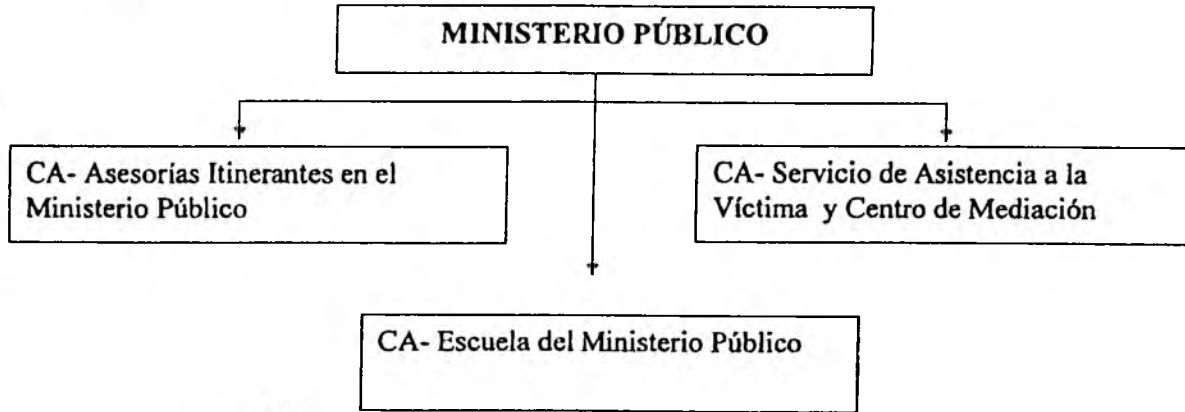 MINISTERIO PÚBLICO
CA- Asesorías Itinerantes en el
Ministerio Público
CA- Servicio de Asistencia a la
Víctima y Centro de Mediación
CA- Escuela del Ministerio Público